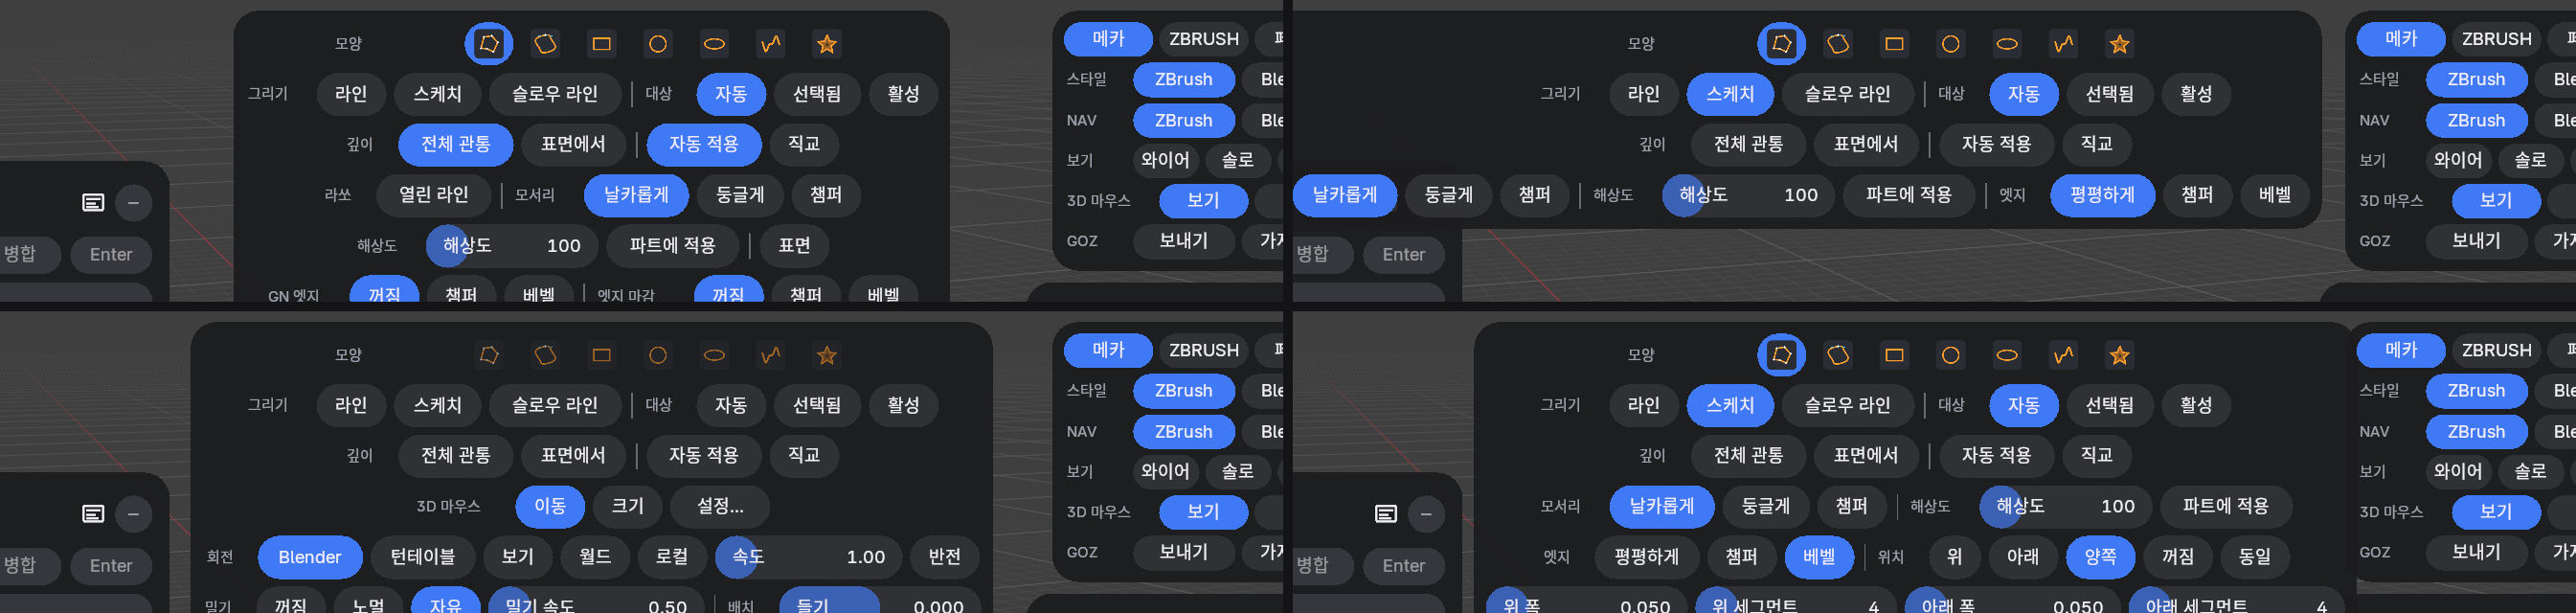 모양
그리기 라인 스케치 슬로우 라인 대상 자동 선택됨 활성
깊이 전체 관통 표면에서 자동 적용 직교
라쏘 열린 라인 모서리 날카롭게 둥글게 챔퍼
해상도 해상도 100 파트에 적용 표면
GN 엣지 꺼짐 챔퍼 베벨 엣지 마감 꺼짐 챔퍼 베벨
병합 Enter
메카 ZBRUSH
스타일 ZBrush Ble
NAV ZBrush Ble
보기 와이어 솔로
3D 마우스 보기
GOZ 보내기 가져
모양
그리기 라인 스케치 슬로우 라인 대상 자동 선택됨 활성
깊이 전체 관통 표면에서 자동 적용 직교
날카롭게 둥글게 챔퍼 해상도 해상도 100 파트에 적용 엣지 평평하게 챔퍼 베벨
병합 Enter
메카 ZBRUSH
스타일 ZBrush Ble
NAV ZBrush Ble
보기 와이어 솔로
3D 마우스 보기
GOZ 보내기
모양
그리기 라인 스케치 슬로우 라인 대상 자동 선택됨 활성
깊이 전체 관통 표면에서 자동 적용 직교
3D 마우스 이동 크기 설정...
회전 Blender 턴테이블 보기 월드 로컬 속도 1.00 반전
밀기 꺼짐 노멀 자유 밀기 속도 0.50 배치 들기 0.000
병합 Enter
메카 ZBRUSH
스타일 ZBrush Ble
NAV ZBrush Ble
보기 와이어 솔로
3D 마우스 보기
GOZ 보내기
모양
그리기 라인 스케치 슬로우 라인 대상 자동 선택됨 활성
깊이 전체 관통 표면에서 자동 적용 직교
모서리 날카롭게 둥글게 챔퍼 해상도 해상도 100 파트에 적용
엣지 평평하게 챔퍼 베벨 위치 위 아래 양쪽 꺼짐 동일
위 폭 0.050 위 세그먼트 4 아래 폭 0.050 아래 세그먼트 4
병합 Enter
메카 ZBRUSH
스타일 ZBrush Ble
NAV ZBrush Ble
보기 와이어 솔로
3D 마우스 보기
GOZ 보내기